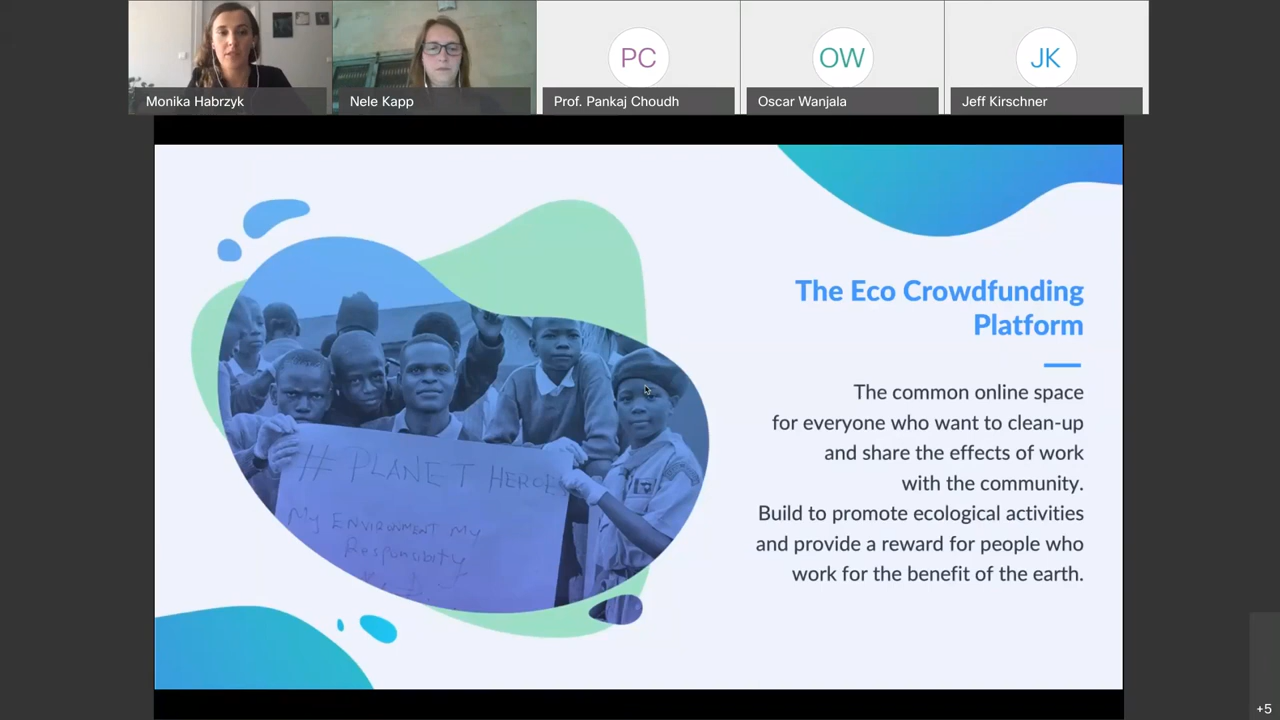 Monika Habrzyk
Nele Kapp
PC
Prof. Pankaj Choudh
OW
Oscar Wanjala
JK
Jeff Kirschner
The Eco Crowdfunding
Platform
The common online space
for everyone who want to clean-up
and share the effects of work
with the community.
Build to promote ecological activities
and provide a reward for people who
work for the benefit of the earth.
# PLANET HEROES
My ENVIRONMENT My
Responsibity
+5